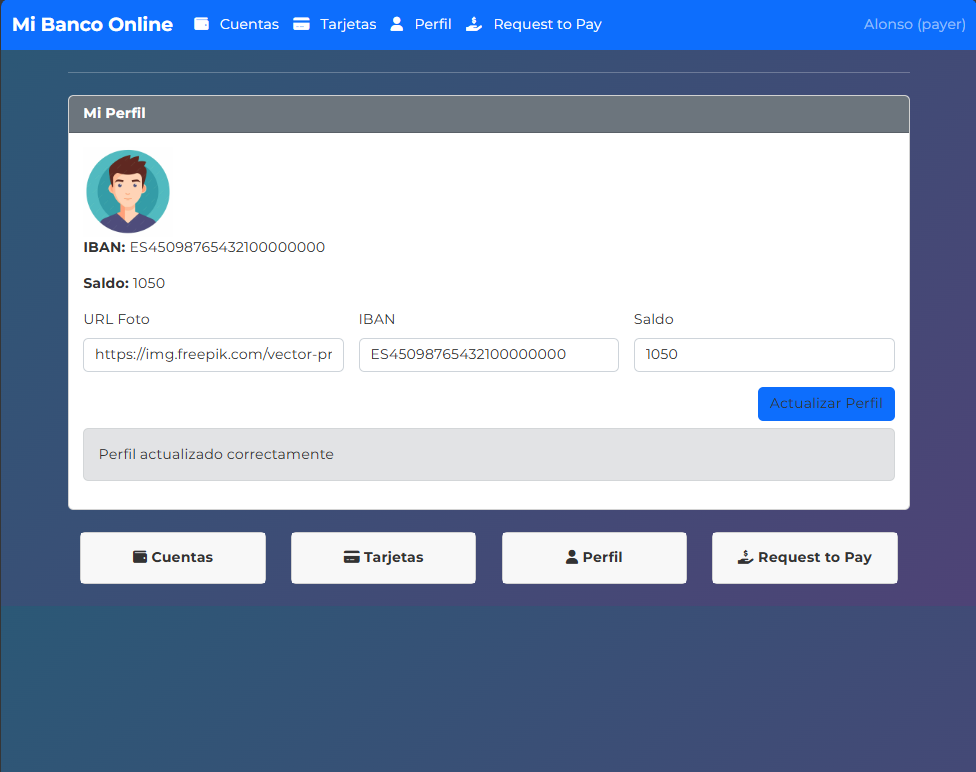 Mi Banco Online Cuentas Tarjetas Perfil Request to Pay Alonso (payer)
Mi Perfil
IBAN: ES45098765432100000000
Saldo: 1050
URL Foto IBAN Saldo
https://img.freepik.com/vector-pr ES45098765432100000000 1050
Actualizar Perfil
Perfil actualizado correctamente
Cuentas Tarjetas Perfil Request to Pay